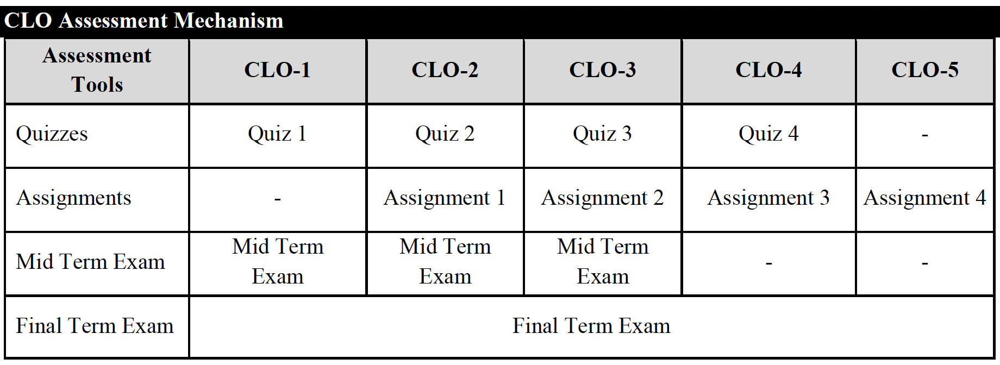 CLO Assessment Mechanism
Assessment Tools CLO-1 CLO-2 CLO-3 CLO-4 CLO-5
Quizzes Quiz 1 Quiz 2 Quiz 3 Quiz 4 -
Assignments - Assignment 1 Assignment 2 Assignment 3 Assignment 4
Mid Term Exam Mid Term Exam Mid Term Exam Mid Term Exam - -
Final Term Exam Final Term Exam